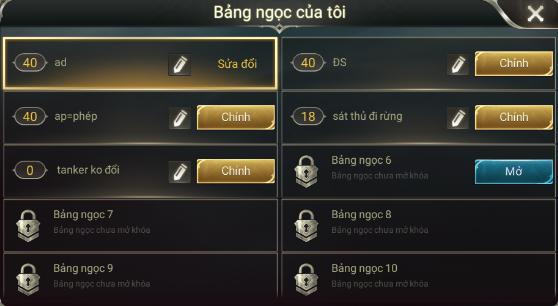 Bảng ngọc của tôi
40 ad Sửa đổi
40 ĐS Chỉnh
40 ap=phép Chỉnh
18 sát thủ đi rừng Chỉnh
0 tanker ko đổi Chỉnh
Bảng ngọc 6
Bảng ngọc chưa mở khóa
Mở
Bảng ngọc 7
Bảng ngọc chưa mở khóa
Bảng ngọc 8
Bảng ngọc chưa mở khóa
Bảng ngọc 9
Bảng ngọc chưa mở khóa
Bảng ngọc 10
Bảng ngọc chưa mở khóa